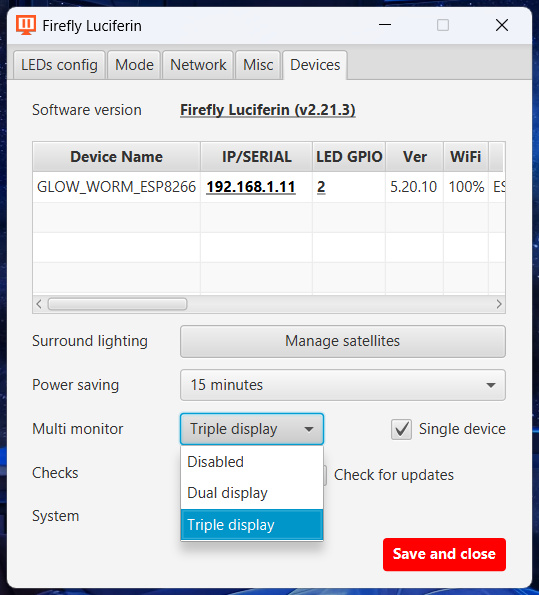 Firefly Luciferin
LEDs config Mode Network Misc Devices
Software version Firefly Luciferin (v2.21.3)
Device Name IP/SERIAL LED GPIO Ver WiFi
GLOW_WORM_ESP8266 192.168.1.11 2 5.20.10 100% ES
Surround lighting Manage satellites
Power saving 15 minutes
Multi monitor Triple display Single device
Disabled
Checks Check for updates
Dual display
System
Triple display
Save and close